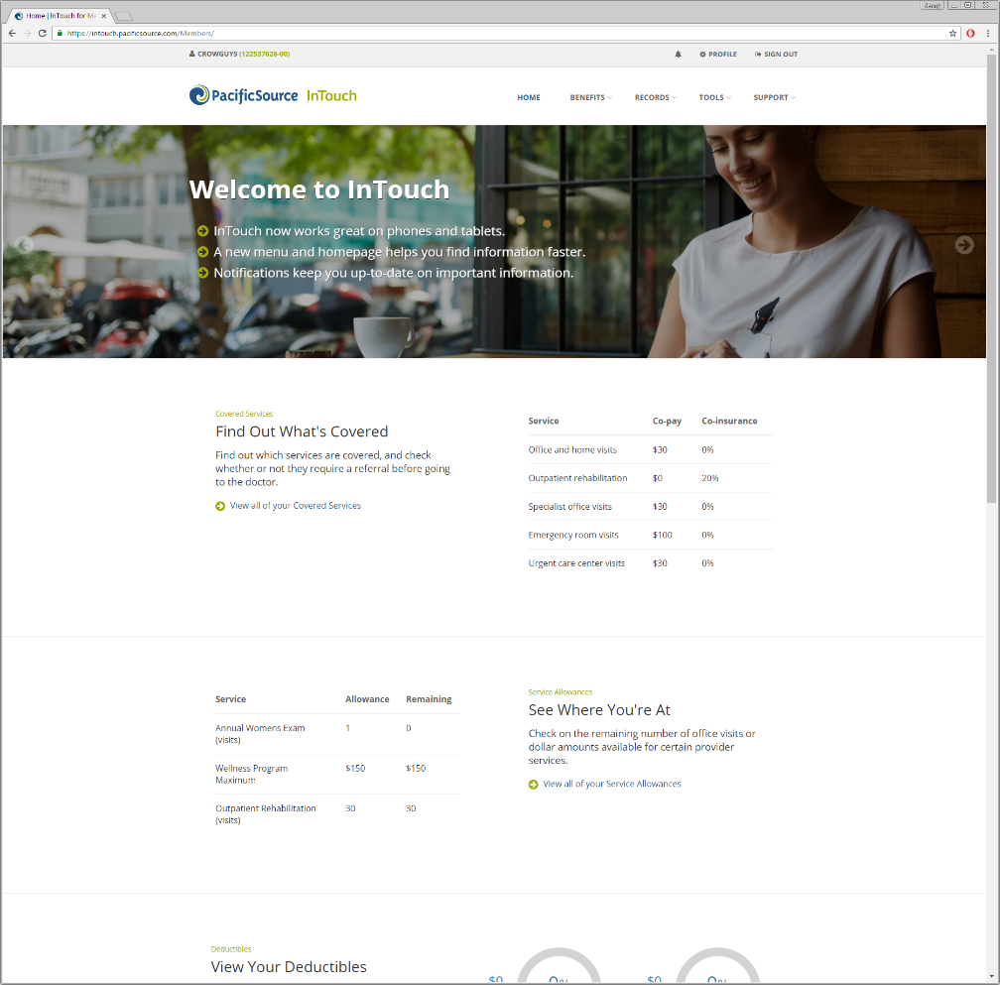 Home | InTouch for M
https://intouch.pacificsource.com/Members/
CROWGUYS (122537626-00)
PROFILE
SIGN OUT
PacificSource InTouch
HOME
BENEFITS
RECORDS
TOOLS
SUPPORT
Welcome to InTouch
InTouch now works great on phones and tablets.
A new menu and homepage helps you find information faster.
Notifications keep you up-to-date on important information.
Covered Services
Find Out What's Covered
Find out which services are covered, and check
whether or not they require a referral before going
to the doctor.
View all of your Covered Services
Service Co-pay Co-insurance
Office and home visits $30 0%
Outpatient rehabilitation $0 20%
Specialist office visits $30 0%
Emergency room visits $100 0%
Urgent care center visits $30 0%
Service Allowance Remaining
Annual Womens Exam 1 0
(visits)
Wellness Program $150 $150
Maximum
Outpatient Rehabilitation 30 30
(visits)
Service Allowances
See Where You're At
Check on the remaining number of office visits or
dollar amounts available for certain provider
services.
View all of your Service Allowances
Deductibles
View Your Deductibles
$0 0% $0 0%